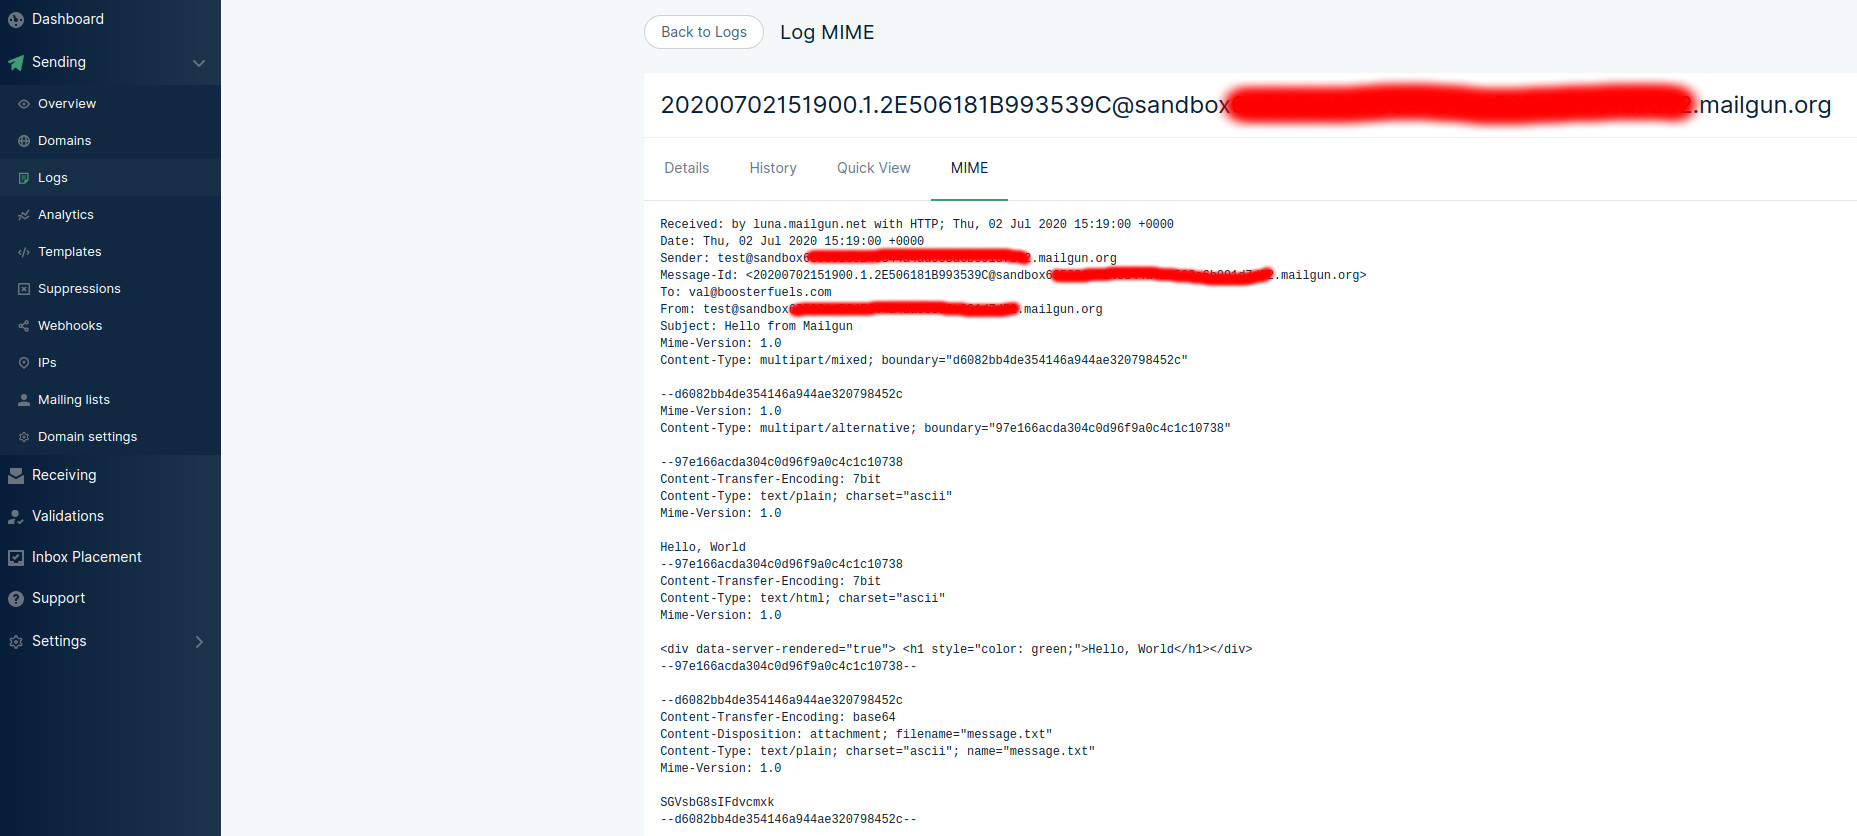 Dashboard
Sending
Overview
Domains
Logs
Analytics
Templates
Suppressions
Webhooks
IPs
Mailing lists
Domain settings
Receiving
Validations
Inbox Placement
Support
Settings
Back to Logs
Log MIME
20200702151900.1.2E506181B993539C@sandbox .mailgun.org
Details History Quick View MIME
Received: by luna.mailgun.net with HTTP; Thu, 02 Jul 2020 15:19:00 +0000
Date: Thu, 02 Jul 2020 15:19:00 +0000
Sender: test@sandbox .mailgun.org
Message-Id: <20200702151900.1.2E506181B993539C@sandbox .mailgun.org>
To: val@boosterfuels.com
From: test@sandbox .mailgun.org
Subject: Hello from Mailgun
Mime-Version: 1.0
Content-Type: multipart/mixed; boundary="d6082bb4de354146a944ae320798452c"
--d6082bb4de354146a944ae320798452c
Mime-Version: 1.0
Content-Type: multipart/alternative; boundary="97e166acda304c0d96f9a0c4c1c10738"
--97e166acda304c0d96f9a0c4c1c10738
Content-Transfer-Encoding: 7bit
Content-Type: text/plain; charset="ascii"
Mime-Version: 1.0
Hello, World
--97e166acda304c0d96f9a0c4c1c10738
Content-Transfer-Encoding: 7bit
Content-Type: text/html; charset="ascii"
Mime-Version: 1.0
<div data-server-rendered="true"> <h1 style="color: green;">Hello, World</h1></div>
--97e166acda304c0d96f9a0c4c1c10738--
--d6082bb4de354146a944ae320798452c
Content-Transfer-Encoding: base64
Content-Disposition: attachment; filename="message.txt"
Content-Type: text/plain; charset="ascii"; name="message.txt"
Mime-Version: 1.0
SGVsbG8sIFdvcmxk
--d6082bb4de354146a944ae320798452c--